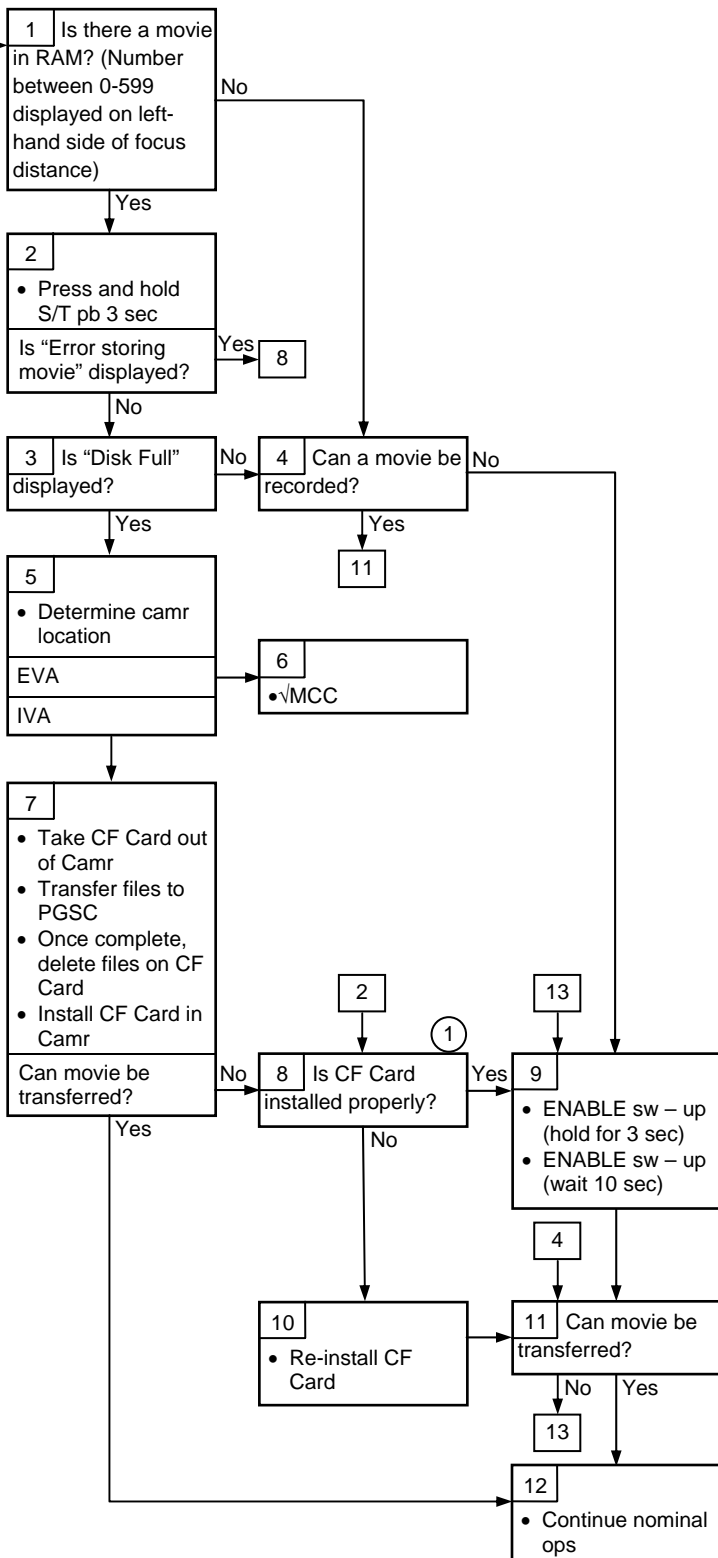 1 Is there a movie
in RAM? (Number
between 0-599
displayed on left-
hand side of focus
distance)
No
Yes
2
• Press and hold
S/T pb 3 sec
Is “Error storing
movie” displayed?
Yes
8
No
3 Is “Disk Full”
displayed?
No
4 Can a movie be
recorded?
No
Yes
Yes
11
5
• Determine camr
location
EVA
IVA
6
•√MCC
7
• Take CF Card out
of Camr
• Transfer files to
PGSC
• Once complete,
delete files on CF
Card
• Install CF Card in
Camr
Can movie be
transferred?
No
Yes
2
1
8 Is CF Card
installed properly?
Yes
No
13
9
• ENABLE sw – up
(hold for 3 sec)
• ENABLE sw – up
(wait 10 sec)
4
10
• Re-install CF
Card
11 Can movie be
transferred?
No
Yes
13
12
• Continue nominal
ops